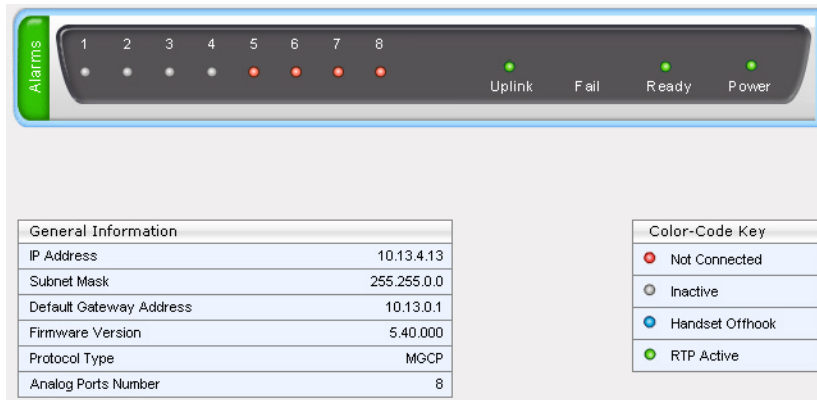 Alarms
1 2 3 4 5 6 7 8
Uplink Fail Ready Power
General Information
IP Address 10.13.4.13
Subnet Mask 255.255.0.0
Default Gateway Address 10.13.0.1
Firmware Version 5.40.000
Protocol Type MGCP
Analog Ports Number 8
Color-Code Key
Not Connected
Inactive
Handset Offhook
RTP Active